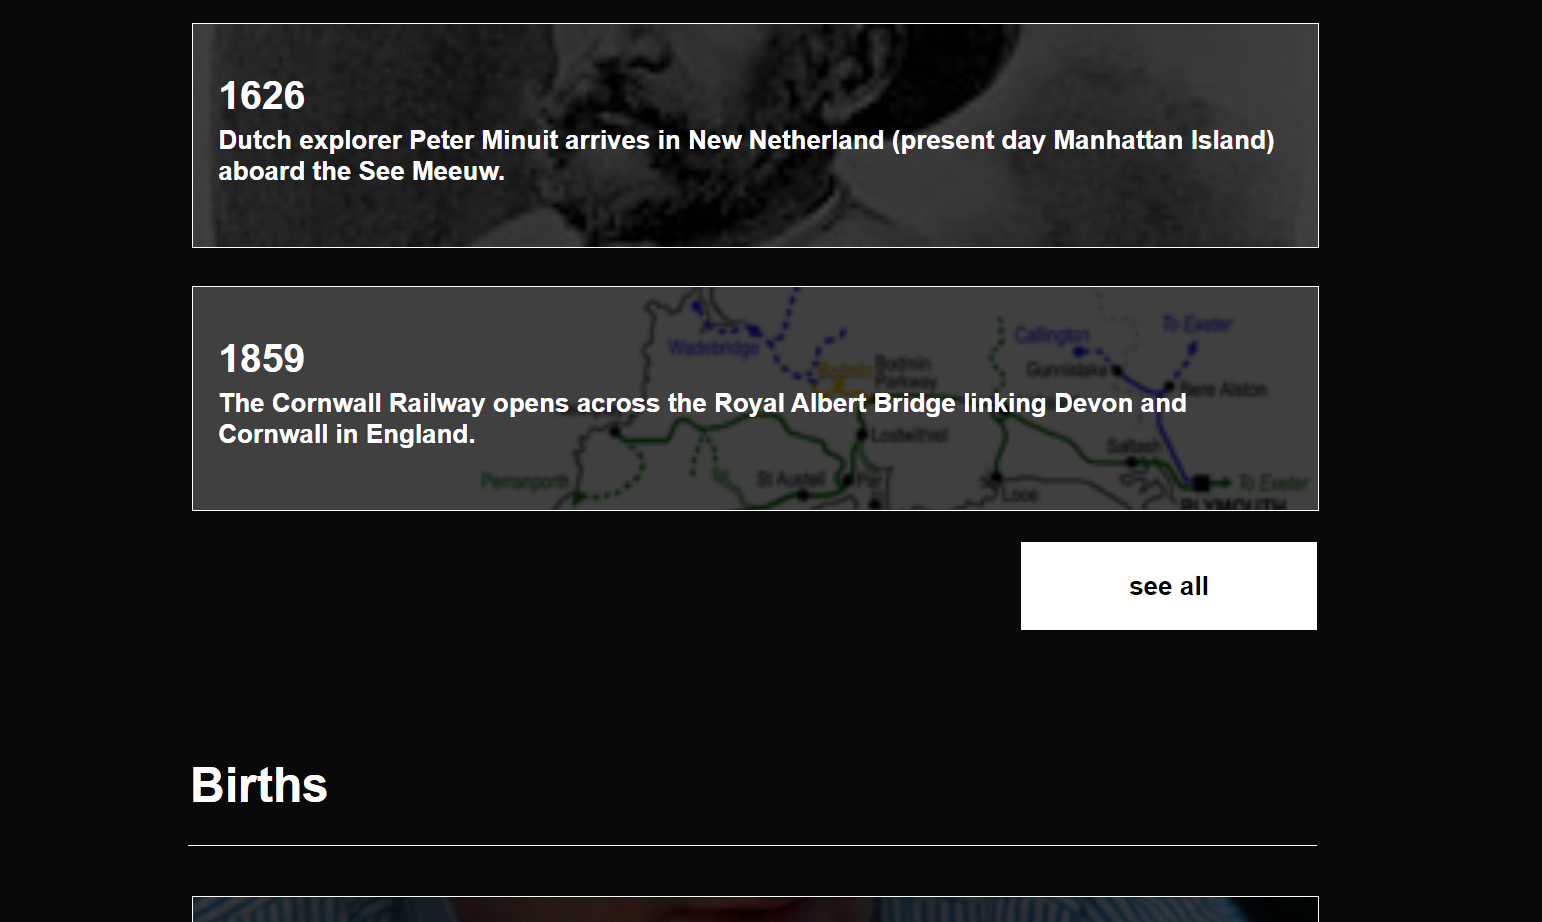 1626
Dutch explorer Peter Minuit arrives in New Netherland (present day Manhattan Island)
aboard the See Meeuw.
To Exeter
Callington
Wadebridge
1859
Bodmin
Bodmin
Parkway
Gunnislake
Bere Alston
The Cornwall Railway opens across the Royal Albert Bridge linking Devon and
Cornwall in England.
Lostwithiel
Saltash
Perranporth
St Austell
Par
To Exeter
Looe
PLYMOUTH
see all
Births